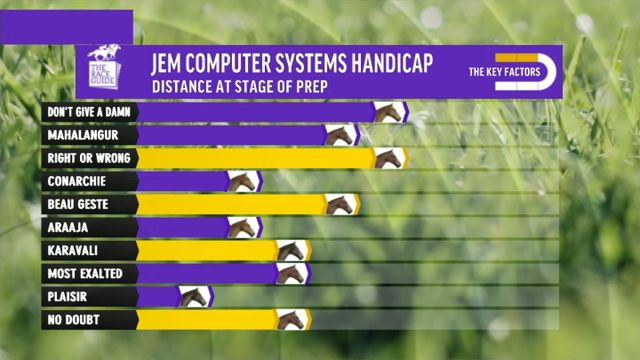 THE
RACE
GUIDE
JEM COMPUTER SYSTEMS HANDICAP
DISTANCE AT STAGE OF PREP
THE KEY FACTORS
DON'T GIVE A DAMN
MAHALANGUR
RIGHT OR WRONG
CONARCHIE
BEAU GESTE
ARAAJA
KARAVALI
MOST EXALTED
PLAISIR
NO DOUBT